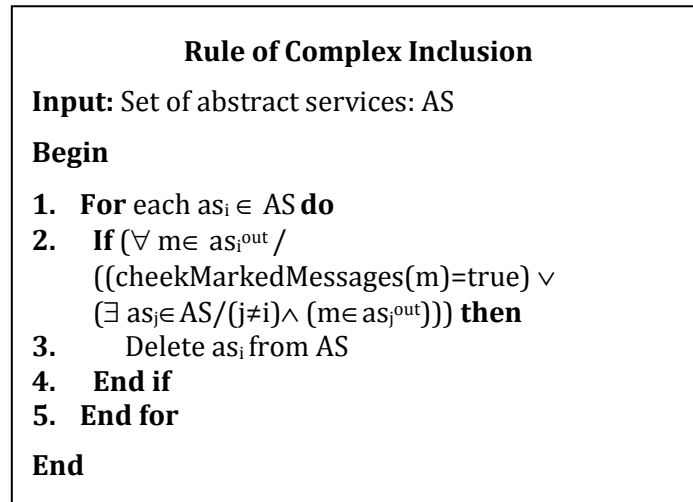 Rule of Complex Inclusion
Input: Set of abstract services: AS
Begin
1. For each asᵢ ∈ AS do
2. If (∀ m∈ asᵢᵒᵘᵗ /
((cheekMarkedMessages(m)=true) ∨
(∃ asⱼ∈AS/(j≠i)∧ (m∈asⱼᵒᵘᵗ))) then
3. Delete asᵢ from AS
4. End if
5. End for
End